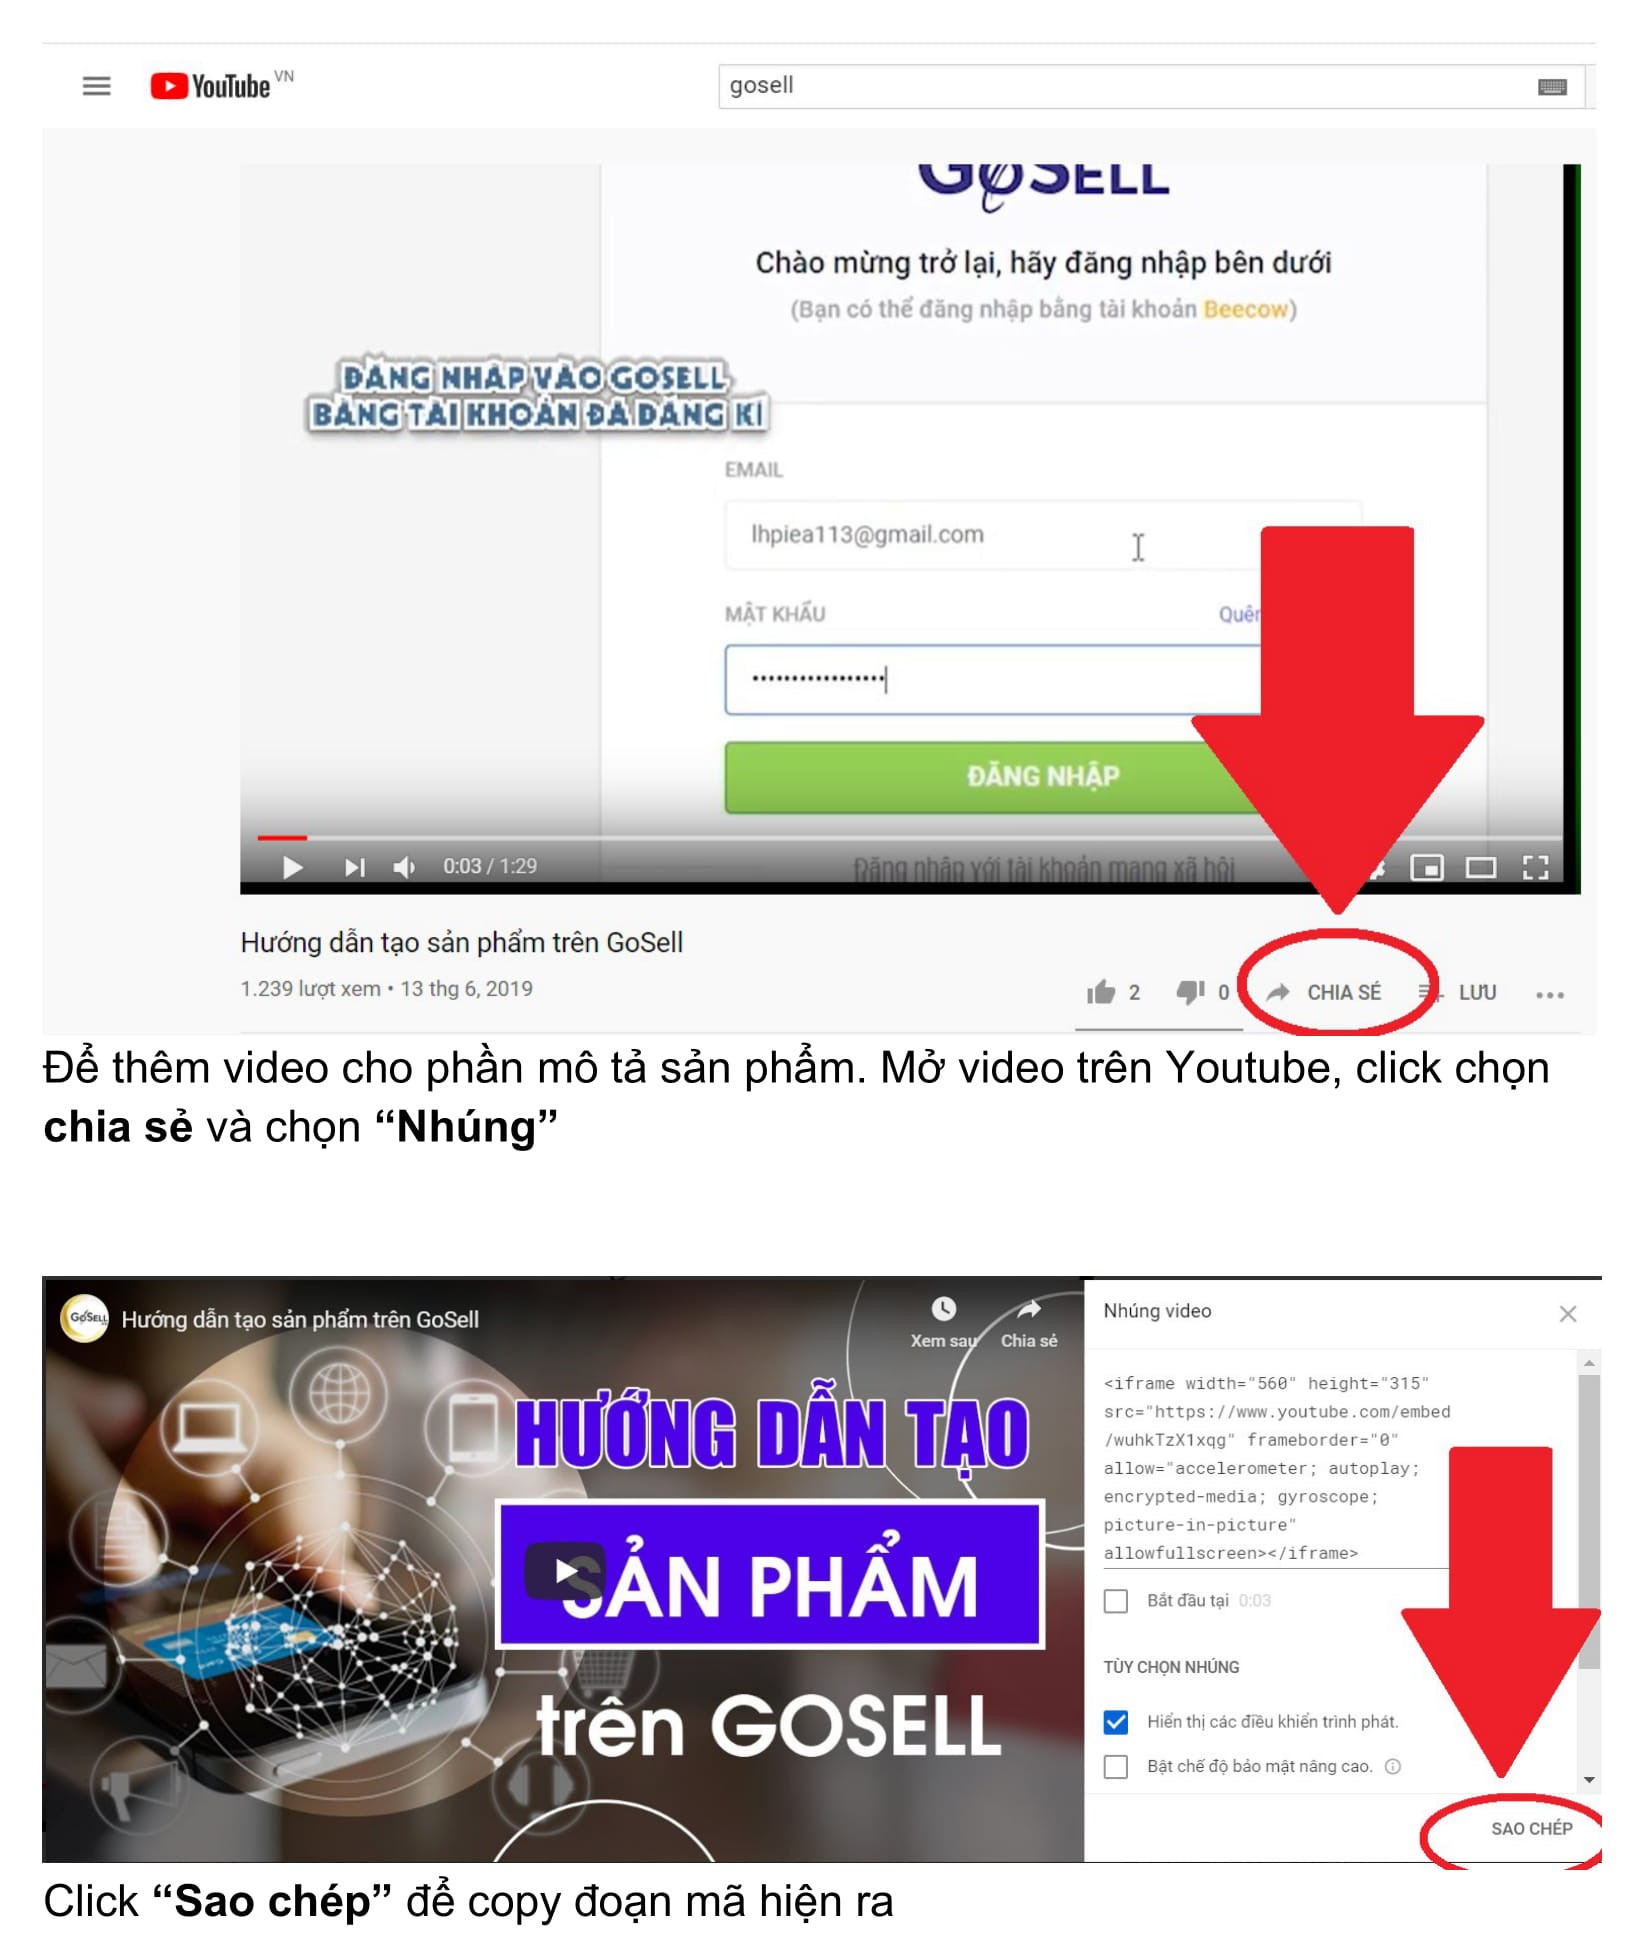 YouTube VN
gosell
GOSELL
Chào mừng trở lại, hãy đăng nhập bên dưới
(Bạn có thể đăng nhập bằng tài khoản Beecow)
ĐĂNG NHẬP VÀO GOSELL
BẰNG TÀI KHOẢN ĐÃ ĐĂNG KÍ
EMAIL
lhpiea113@gmail.com
MẬT KHẨU
•••••••••••••••••
ĐĂNG NHẬP
Đăng nhập với tài khoản mạng xã hội
0:03 / 1:29
Hướng dẫn tạo sản phẩm trên GoSell
1.239 lượt xem • 13 thg 6, 2019
2 0 CHIA SẺ LƯU
Để thêm video cho phần mô tả sản phẩm. Mở video trên Youtube, click chọn
chia sẻ và chọn “Nhúng”
GOSELL Hướng dẫn tạo sản phẩm trên GoSell
Xem sau Chia sẻ
HƯỚNG DẪN TẠO
SẢN PHẨM
trên GOSELL
Nhúng video
<iframe width="560" height="315"
src="https://www.youtube.com/embed
/wuhkTzX1xqg" frameborder="0"
allow="accelerometer; autoplay;
encrypted-media; gyroscope;
picture-in-picture"
allowfullscreen></iframe>
Bắt đầu tại 0:03
TÙY CHỌN NHÚNG
Hiển thị các điều khiển trình phát.
Bật chế độ bảo mật nâng cao.
SAO CHÉP
Click “Sao chép” để copy đoạn mã hiện ra